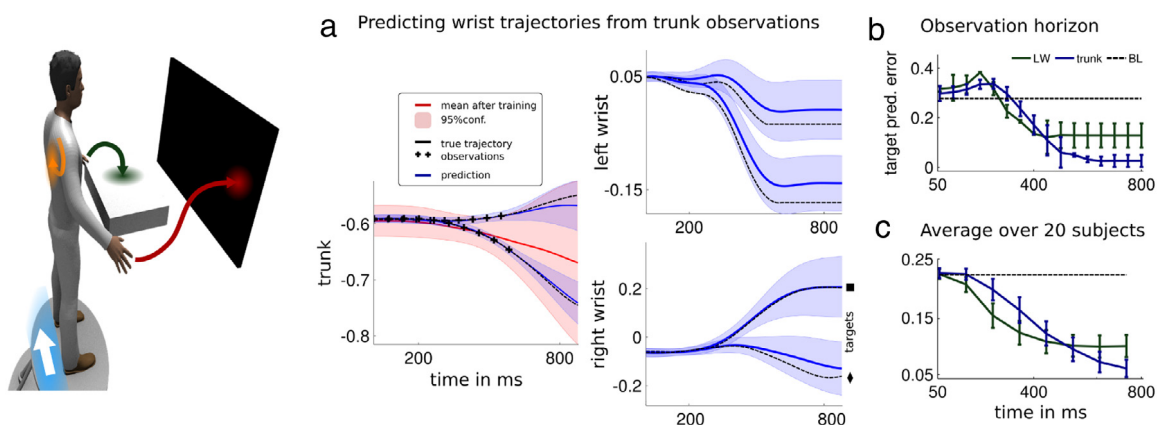 a
Predicting wrist trajectories from trunk observations
mean after training
95%conf.
true trajectory
observations
prediction
trunk
-0.6
-0.7
-0.8
200
800
time in ms
left wrist
0.05
-0.15
200
800
right wrist
0.2
0
-0.2
targets
200
800
time in ms
b
Observation horizon
LW
trunk
BL
target pred. error
0.4
0.2
0
50
400
800
c
Average over 20 subjects
0.25
0.15
0.05
50
400
800
time in ms